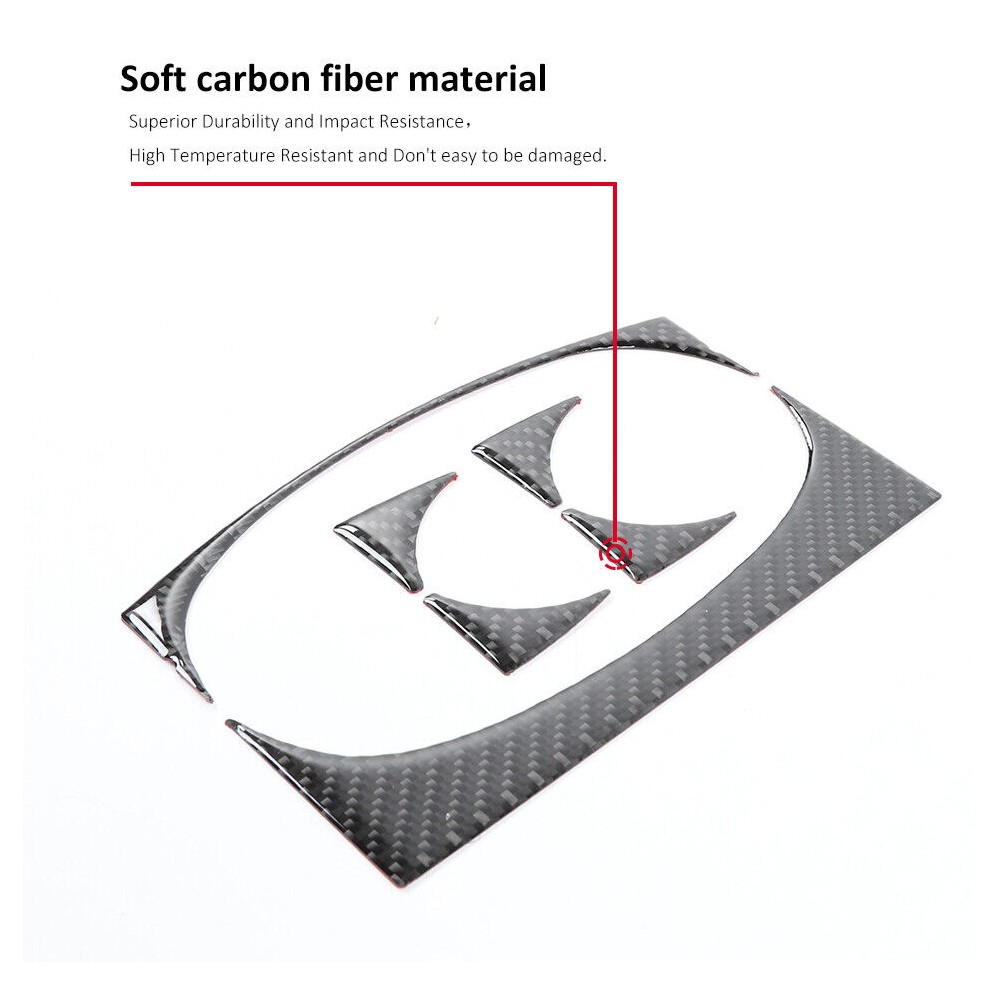 Soft carbon fiber material
Superior Durability and Impact Resistance，
High Temperature Resistant and Don't easy to be damaged.